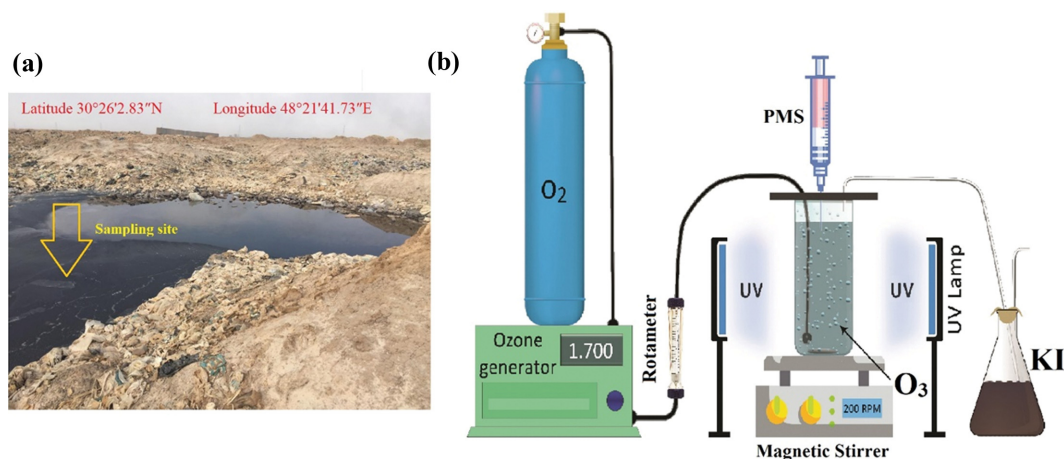 (a)
Latitude 30°26'2.83"N Longitude 48°21'41.73"E
Sampling site
(b)
O2
PMS
UV
UV
UV Lamp
Rotameter
Ozone
generator
1.700
O3
KI
200 RPM
Magnetic Stirrer